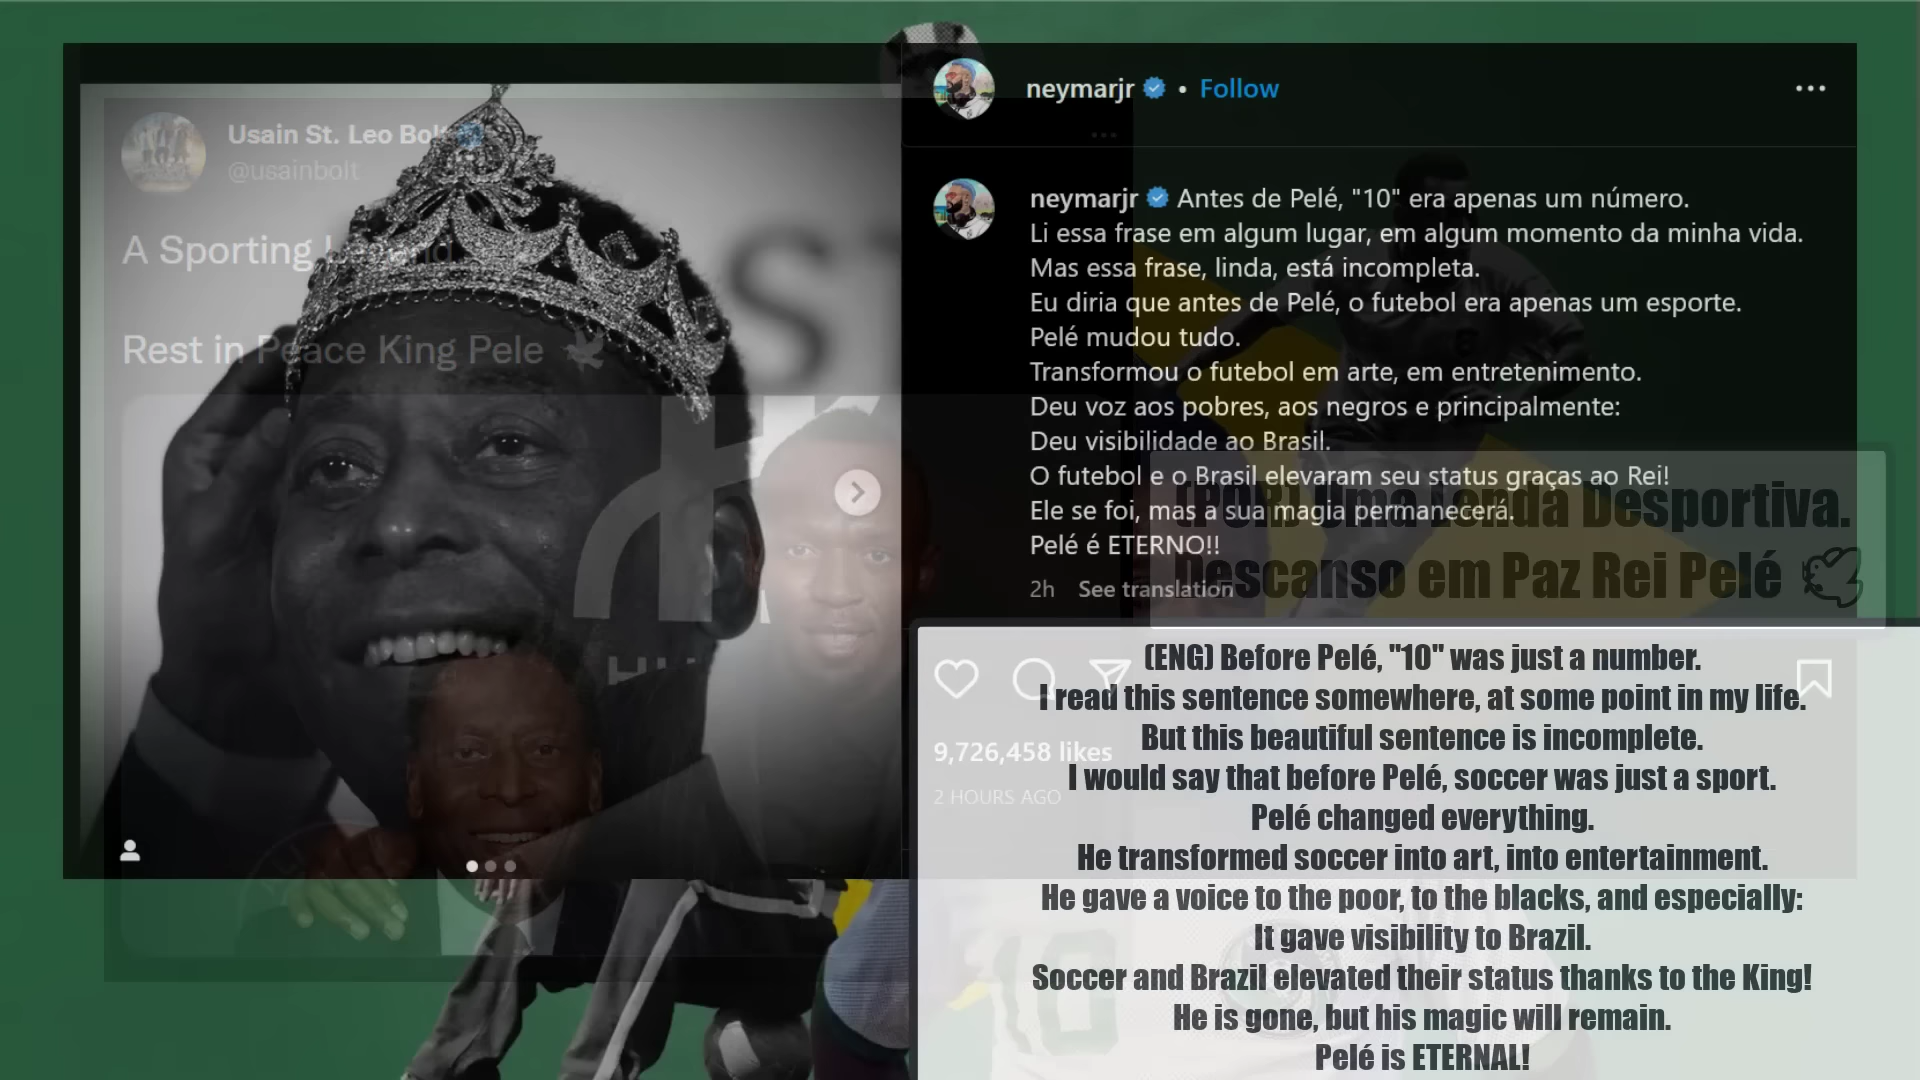 Usain St. Leo Bolt
@usainbolt
A Sporting Legend
Rest in Peace King Pele 🕊
neymarjr • Follow
neymarjr Antes de Pelé, "10" era apenas um número.
Li essa frase em algum lugar, em algum momento da minha vida.
Mas essa frase, linda, está incompleta.
Eu diria que antes de Pelé, o futebol era apenas um esporte.
Pelé mudou tudo.
Transformou o futebol em arte, em entretenimento.
Deu voz aos pobres, aos negros e principalmente:
Deu visibilidade ao Brasil.
O futebol e o Brasil elevaram seu status graças ao Rei!
Ele se foi, mas a sua magia permanecerá.
Pelé é ETERNO!!
2h See translation
(POR) Uma Lenda Desportiva.
Descanso em Paz Rei Pelé 🕊
9,726,458 likes
2 HOURS AGO
(ENG) Before Pelé, "10" was just a number.
I read this sentence somewhere, at some point in my life.
But this beautiful sentence is incomplete.
I would say that before Pelé, soccer was just a sport.
Pelé changed everything.
He transformed soccer into art, into entertainment.
He gave a voice to the poor, to the blacks, and especially:
It gave visibility to Brazil.
Soccer and Brazil elevated their status thanks to the King!
He is gone, but his magic will remain.
Pelé is ETERNAL!
10